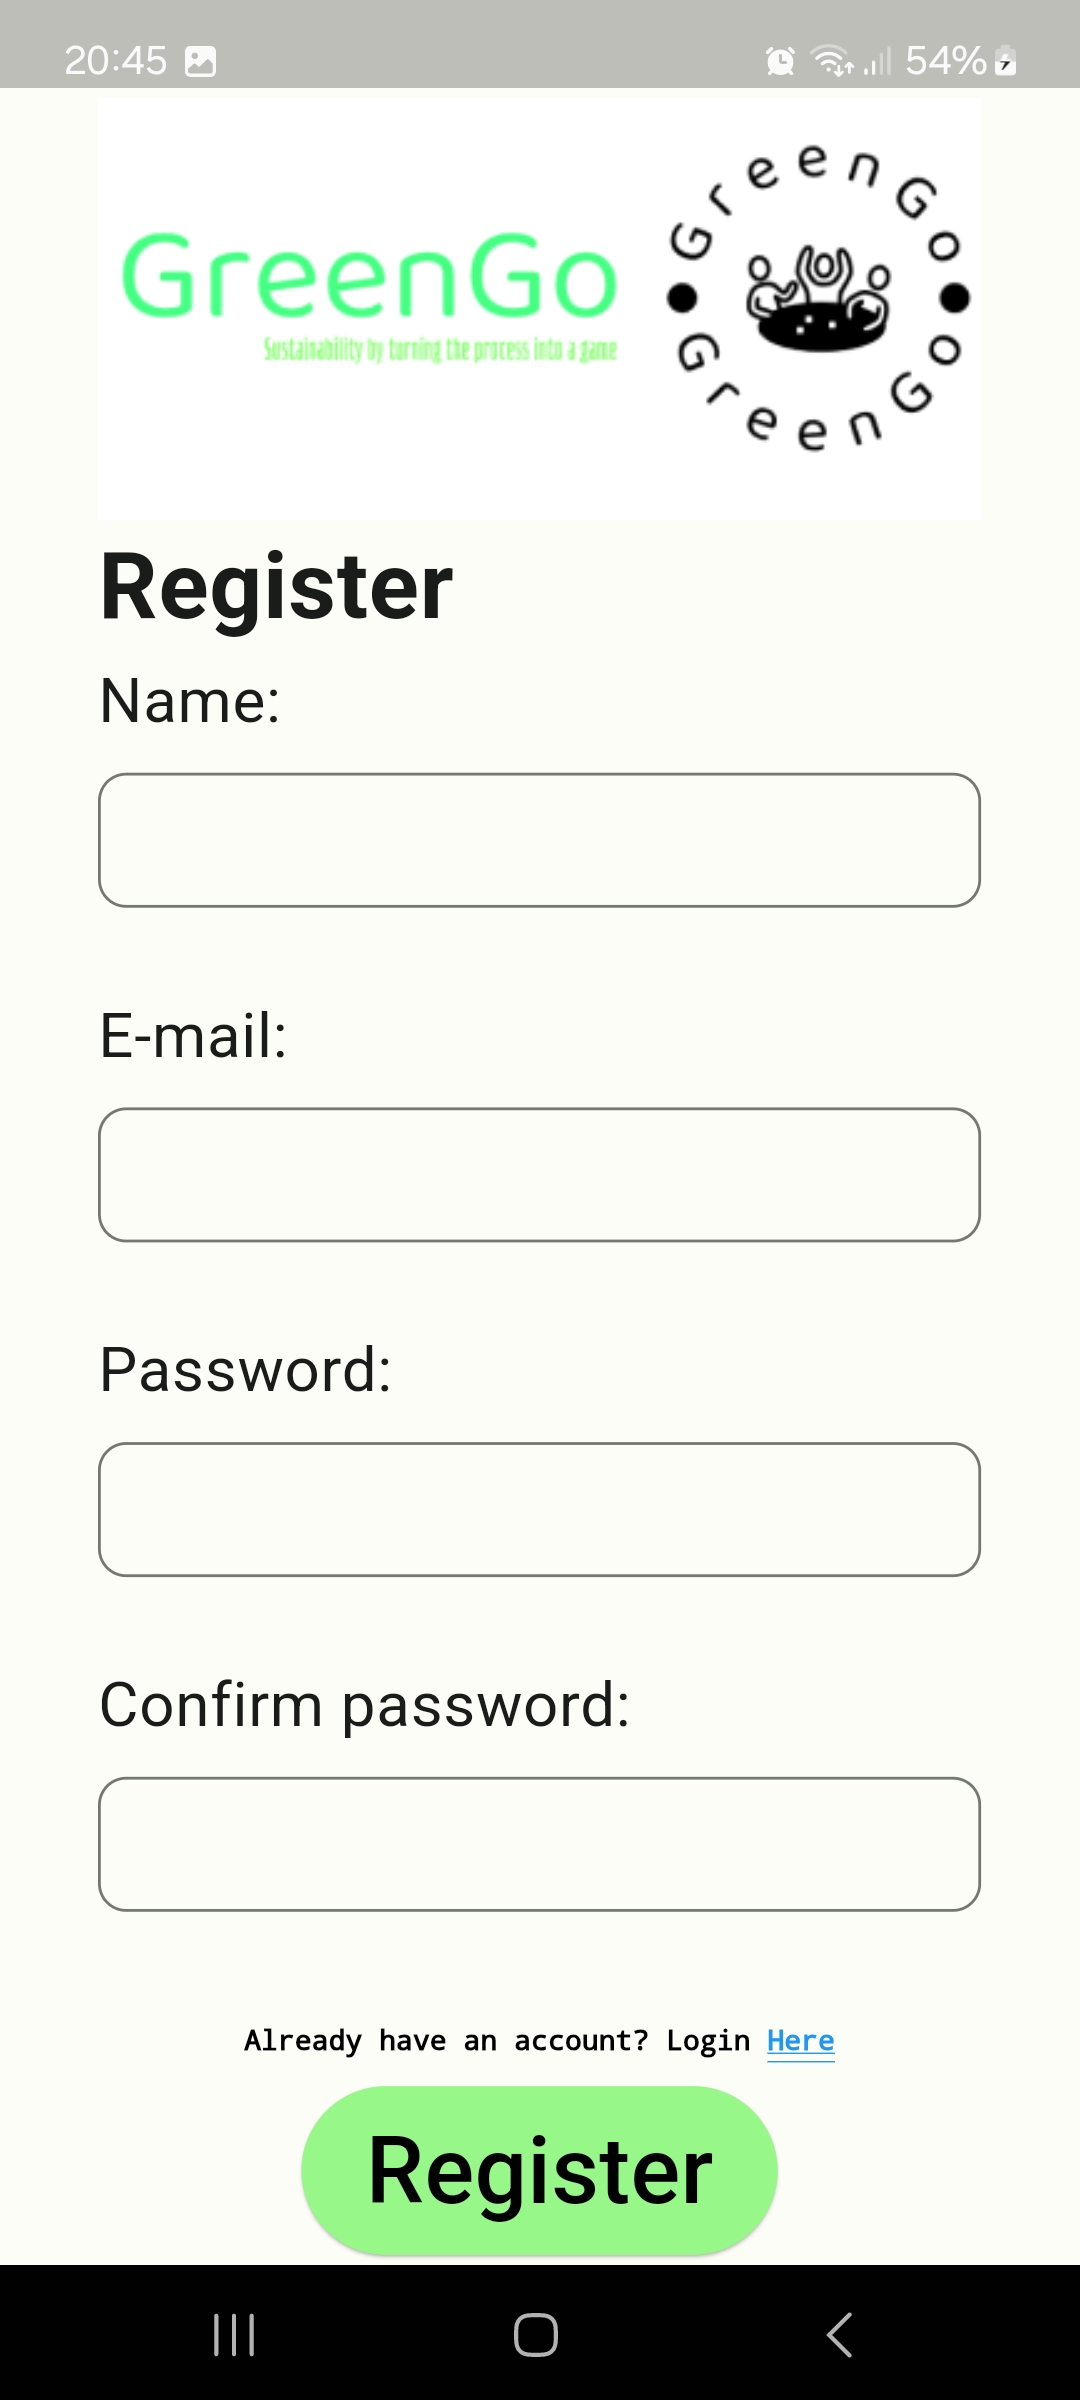 20:45 54%
GreenGo
Sustainability by torning the process into a game
GreenGo
GreenGo
Register
Name:
E-mail:
Password:
Confirm password:
Already have an account? Login Here
Register